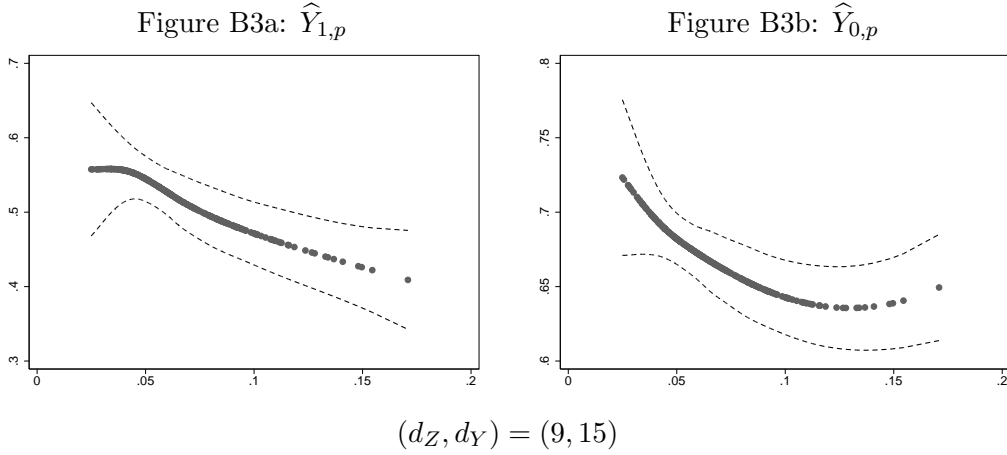 Figure B3a: $\widehat{Y}_{1,p}$ Figure B3b: $\widehat{Y}_{0,p}$
.7 .8
.6 .75
.5 .7
.4 .65
.3 .6
0 .05 .1 .15 .2 0 .05 .1 .15 .2
$(d_Z, d_Y) = (9, 15)$